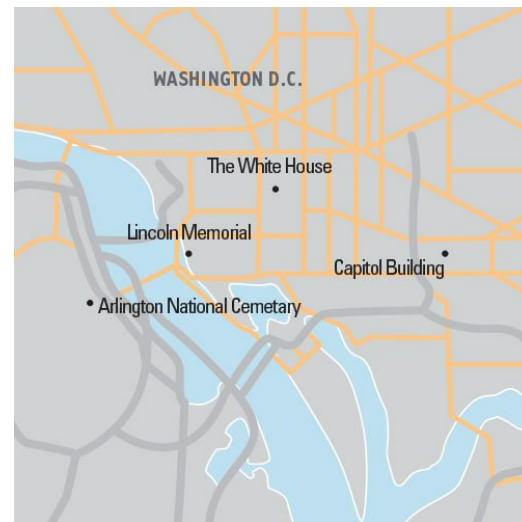 WASHINGTON D.C.
The White House
Lincoln Memorial
Capitol Building
Arlington National Cemetary